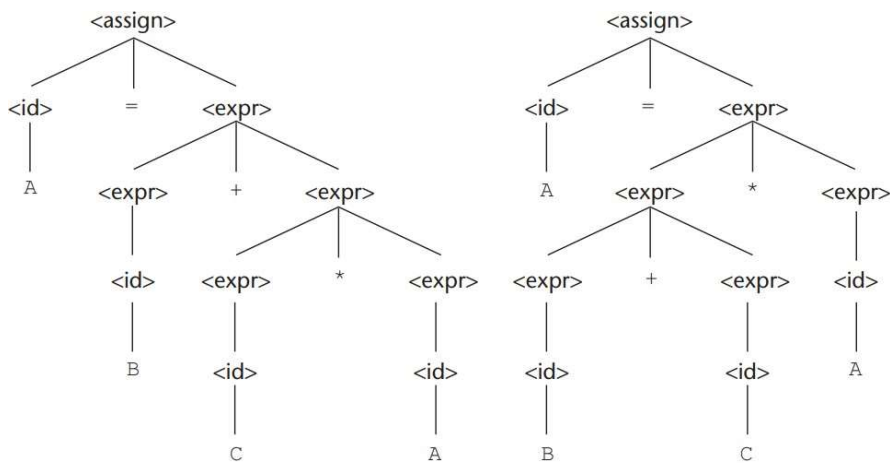 <assign> <assign>
<id> = <expr> <id> = <expr>
A <expr> + <expr> A <expr> * <expr>
<id> <expr> * <expr> <expr> + <expr> <id>
B <id> <id> <id> <id> A
C A B C